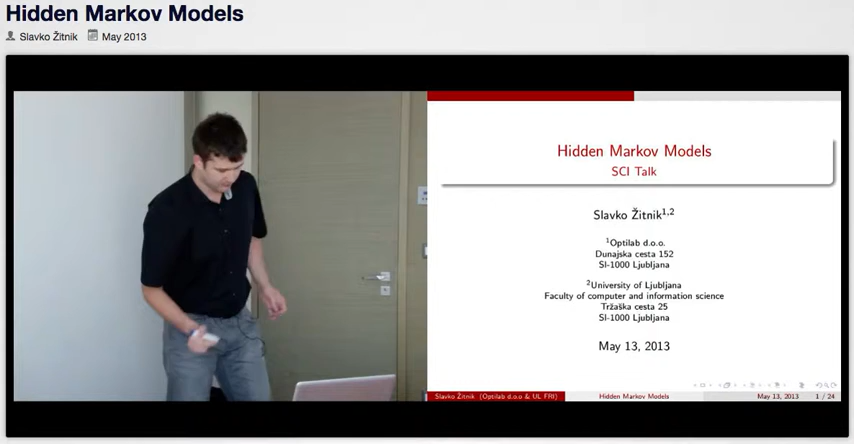 Hidden Markov Models
Slavko Žitnik May 2013
Hidden Markov Models
SCI Talk
Slavko Žitnik1,2
1Optilab d.o.o.
Dunajska cesta 152
SI-1000 Ljubljana
2University of Ljubljana
Faculty of computer and information science
Tržaška cesta 25
SI-1000 Ljubljana
May 13, 2013
Slavko Žitnik (Optilab d.o.o & UL FRI) Hidden Markov Models May 13, 2013 1 / 24